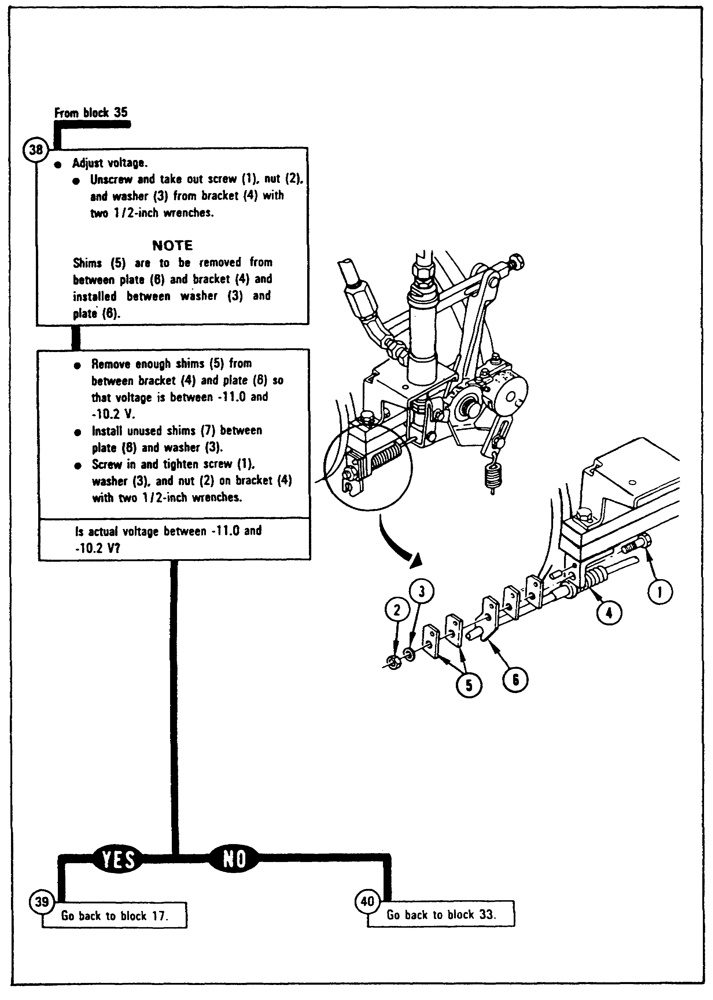 From block 35
38
● Adjust voltage.
● Unscrew and take out screw (1), nut (2),
and washer (3) from bracket (4) with
two 1/2-inch wrenches.
NOTE
Shims (5) are to be removed from
between plate (6) and bracket (4) and
installed between washer (3) and
plate (6).
● Remove enough shims (5) from
between bracket (4) and plate (6) so
that voltage is between -11.0 and
-10.2 V.
● Install unused shims (7) between
plate (6) and washer (3).
● Screw in and tighten screw (1),
washer (3), and nut (2) on bracket (4)
with two 1/2-inch wrenches.
Is actual voltage between -11.0 and
-10.2 V?
1
3
2
4
6
5
YES
NO
39
Go back to block 17.
40
Go back to block 33.